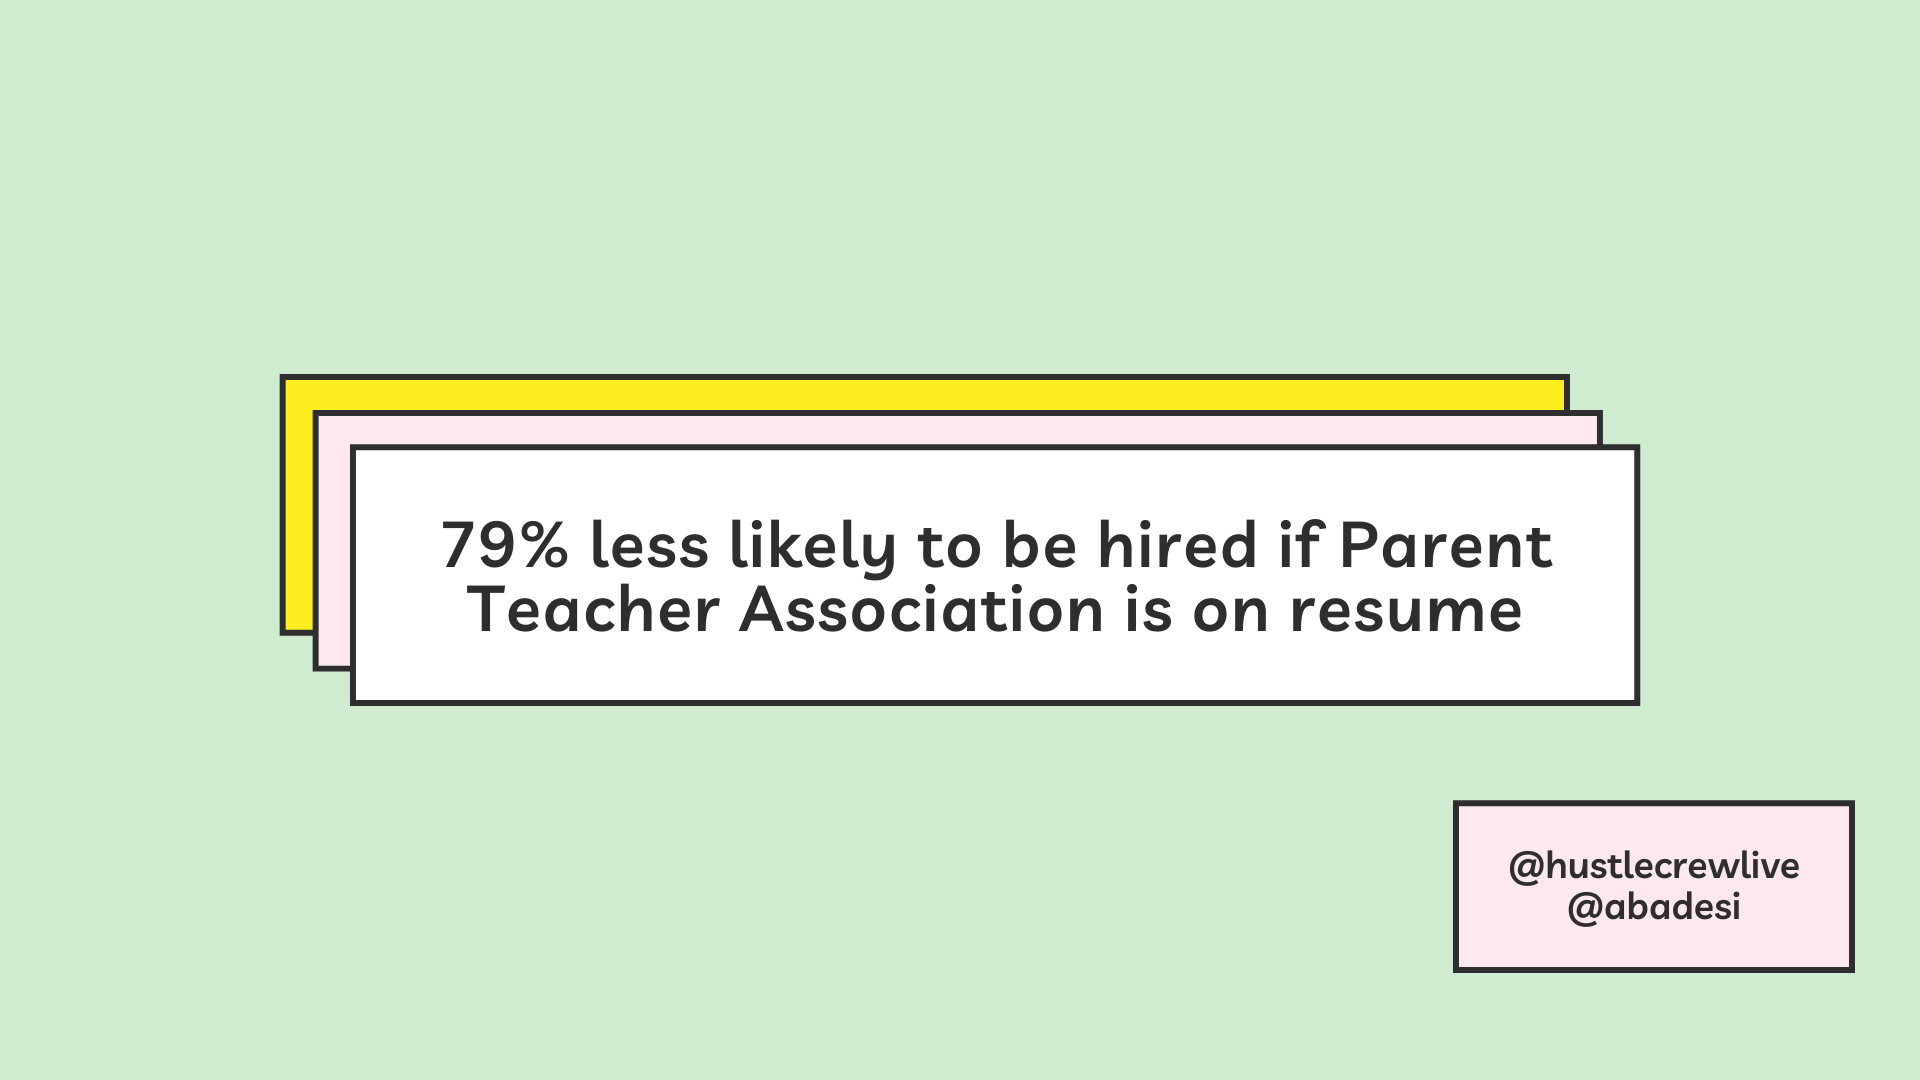 79% less likely to be hired if Parent
Teacher Association is on resume
@hustlecrewlive
@abadesi